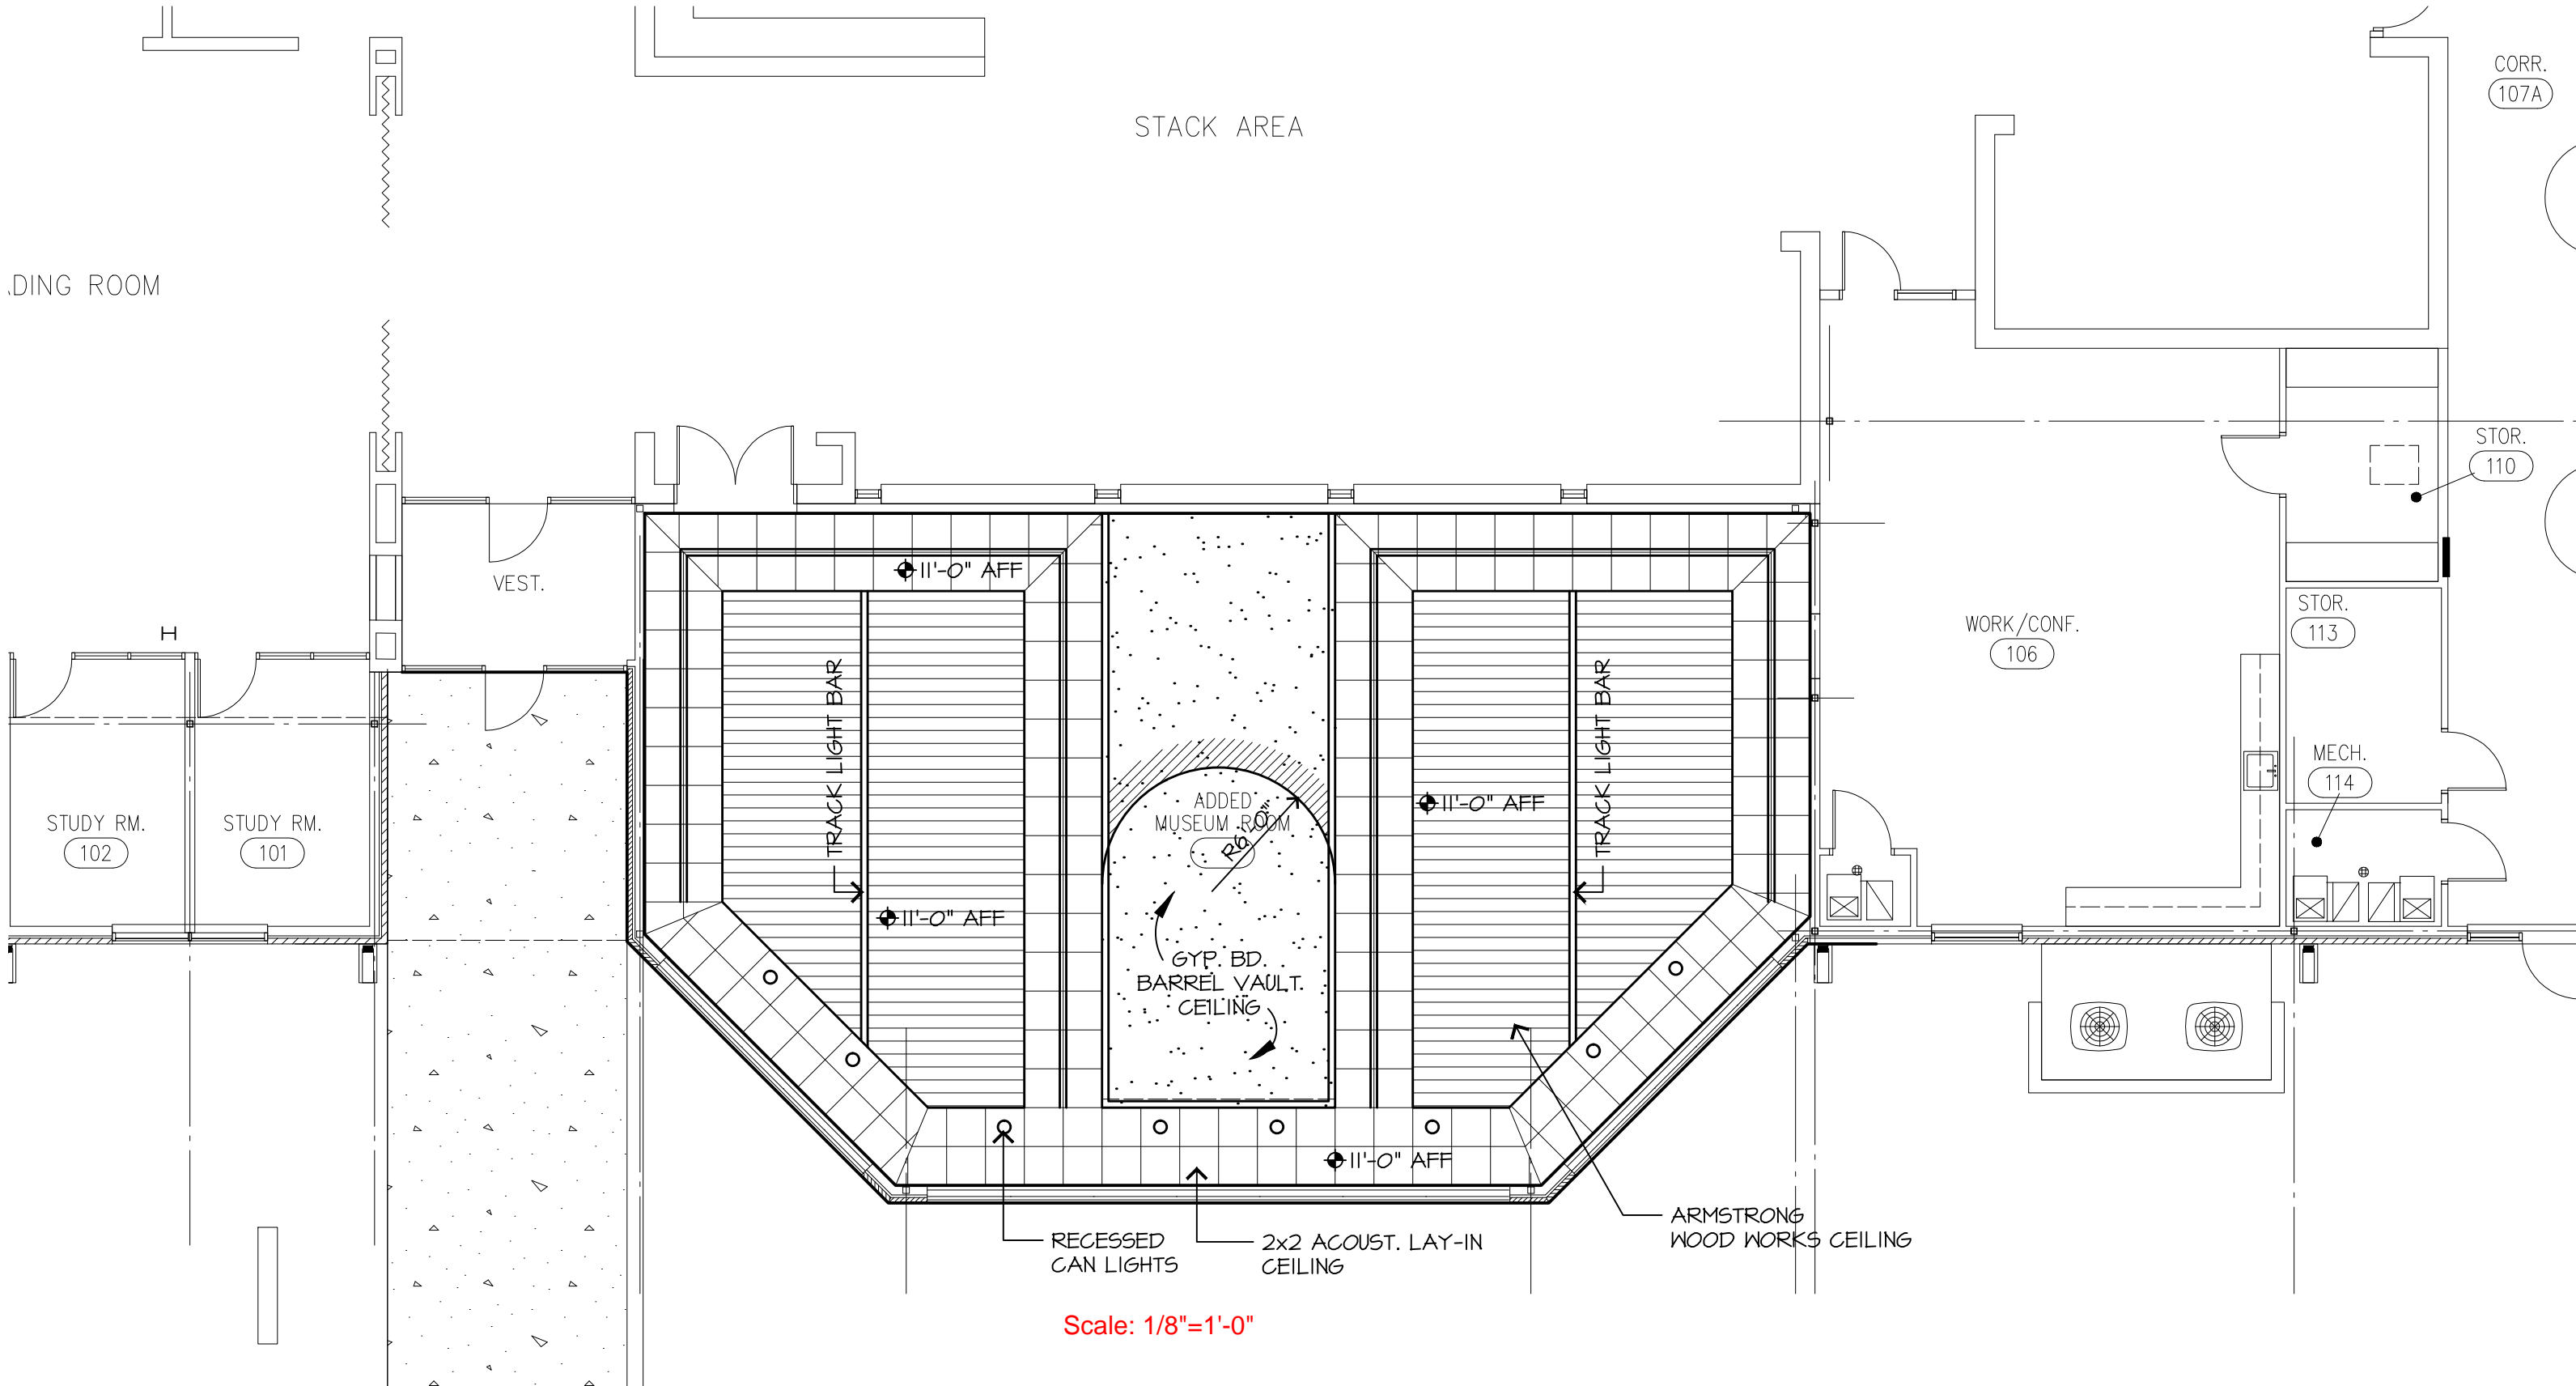 CORR.
107A
STACK AREA
DING ROOM
STOR.
110
11'-0" AFF
VEST.
STOR.
113
H
WORK/CONF.
106
TRACK LIGHT BAR
TRACK LIGHT BAR
MECH.
114
ADDED
MUSEUM ROOM
R6'-0"
11'-0" AFF
STUDY RM.
102
STUDY RM.
101
11'-0" AFF
GYP. BD.
BARREL VAULT
CEILING
11'-0" AFF
RECESSED
CAN LIGHTS
2x2 ACOUST. LAY-IN
CEILING
ARMSTRONG
WOOD WORKS CEILING
Scale: 1/8"=1'-0"